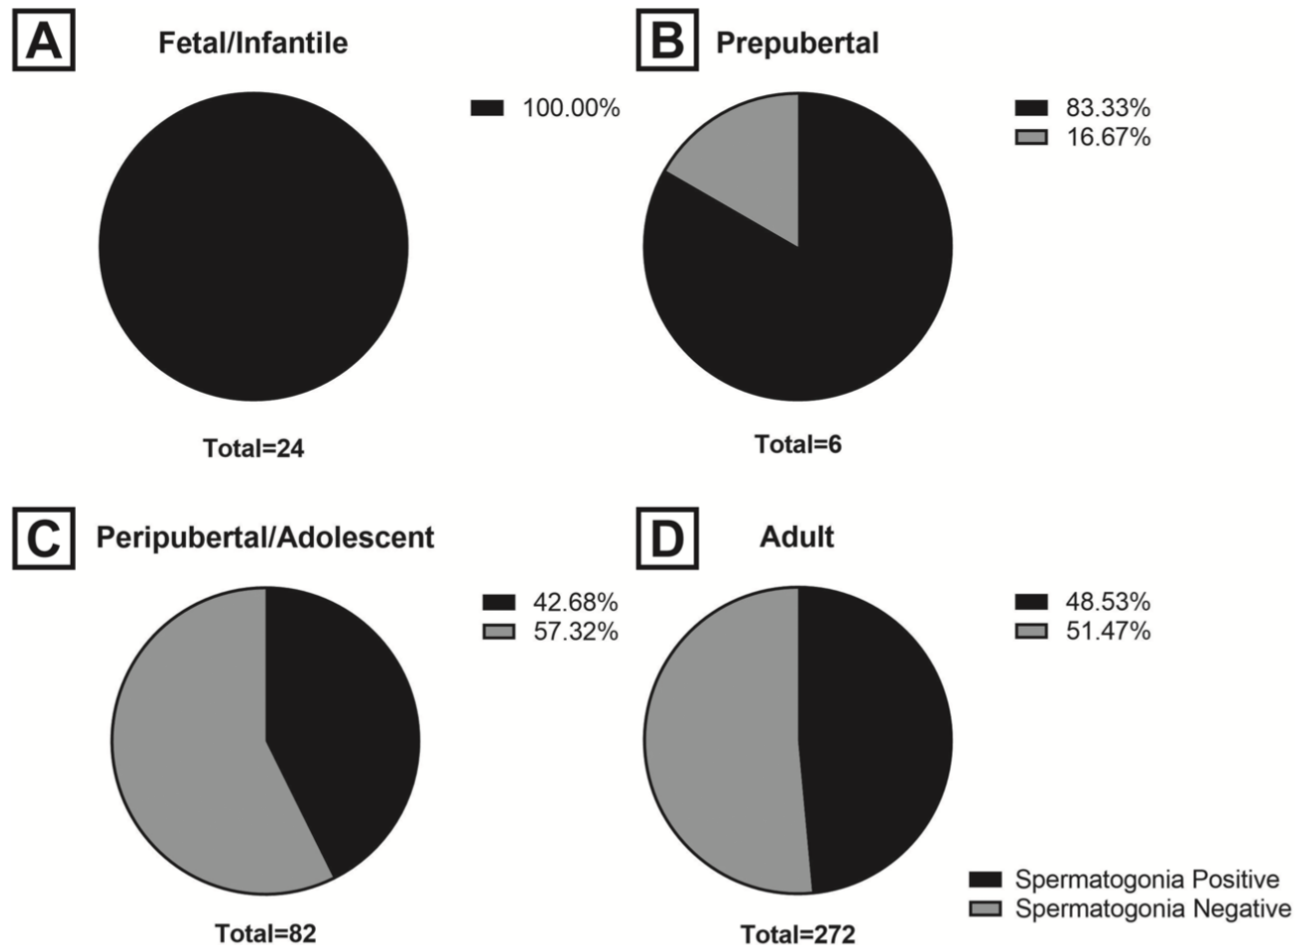 A
Fetal/Infantile
100.00%
Total=24
B
Prepubertal
83.33%
16.67%
Total=6
C
Peripubertal/Adolescent
42.68%
57.32%
Total=82
D
Adult
48.53%
51.47%
Total=272
Spermatogonia Positive
Spermatogonia Negative